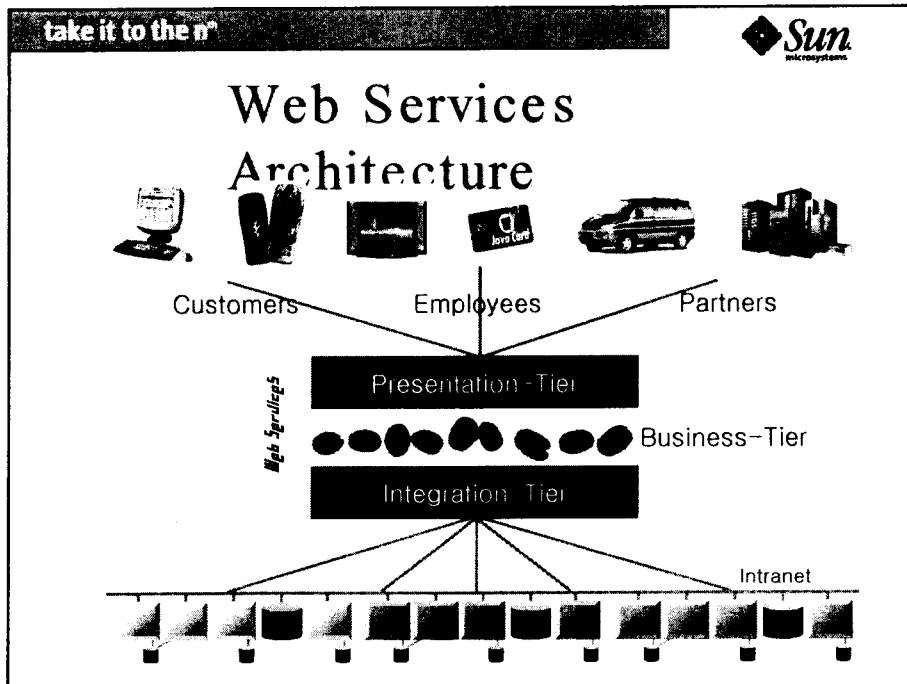 take it to the nth
Sun
microsystems
Web Services
Architecture
Java Card
Customers
Employees
Partners
Presentation-Tier
Web Services
Business-Tier
Integration Tier
Intranet